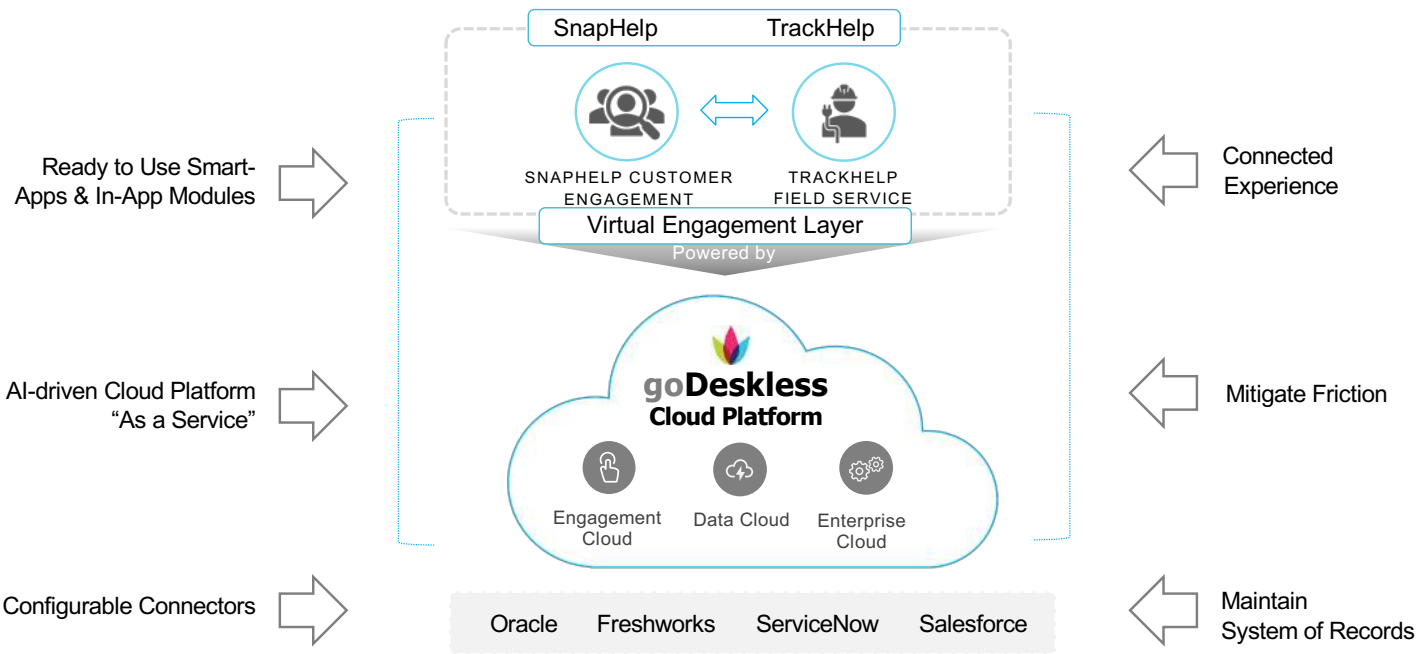 SnapHelp TrackHelp
SNAPHELP CUSTOMER
ENGAGEMENT
TRACKHELP
FIELD SERVICE
Virtual Engagement Layer
Powered by
Ready to Use Smart-
Apps & In-App Modules
Connected
Experience
goDeskless
Cloud Platform
AI-driven Cloud Platform
“As a Service”
Mitigate Friction
Engagement
Cloud
Data Cloud
Enterprise
Cloud
Configurable Connectors
Oracle Freshworks ServiceNow Salesforce
Maintain
System of Records